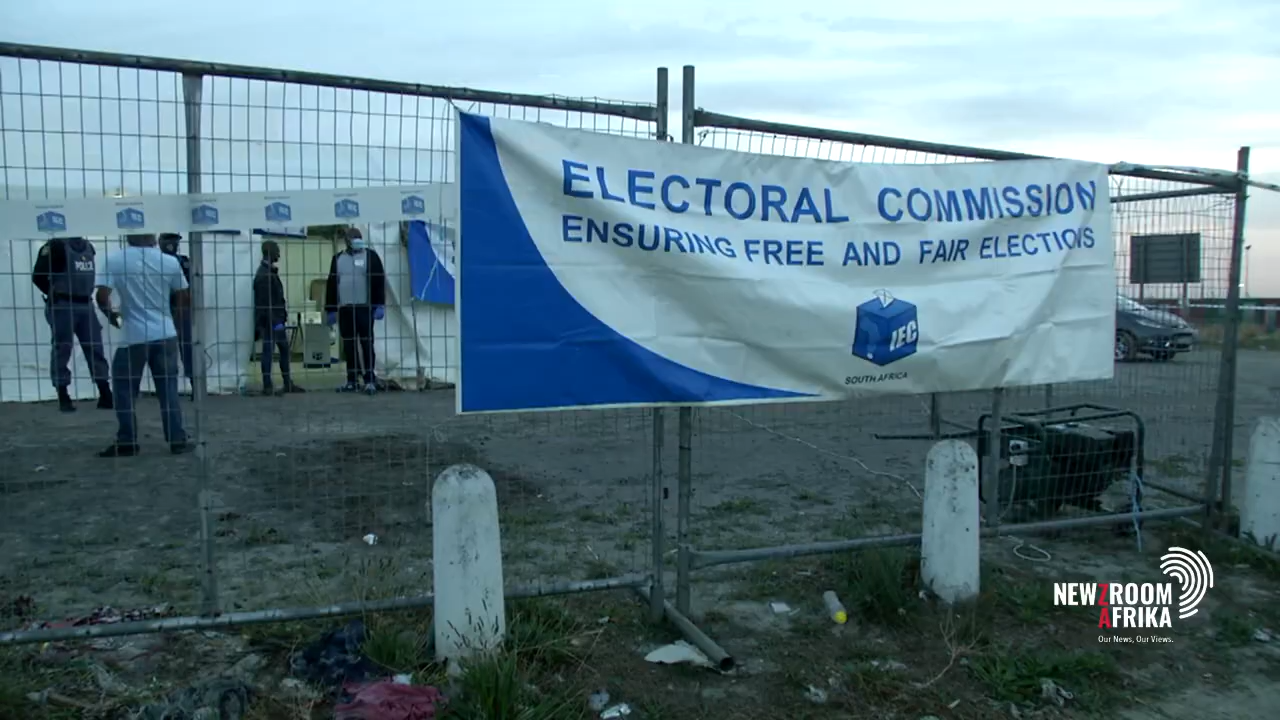 ELECTORAL COMMISSION
ENSURING FREE AND FAIR ELECTIONS
IEC
SOUTH AFRICA
POLICE
NEWZROOM
AFRIKA
Our News, Our Views.